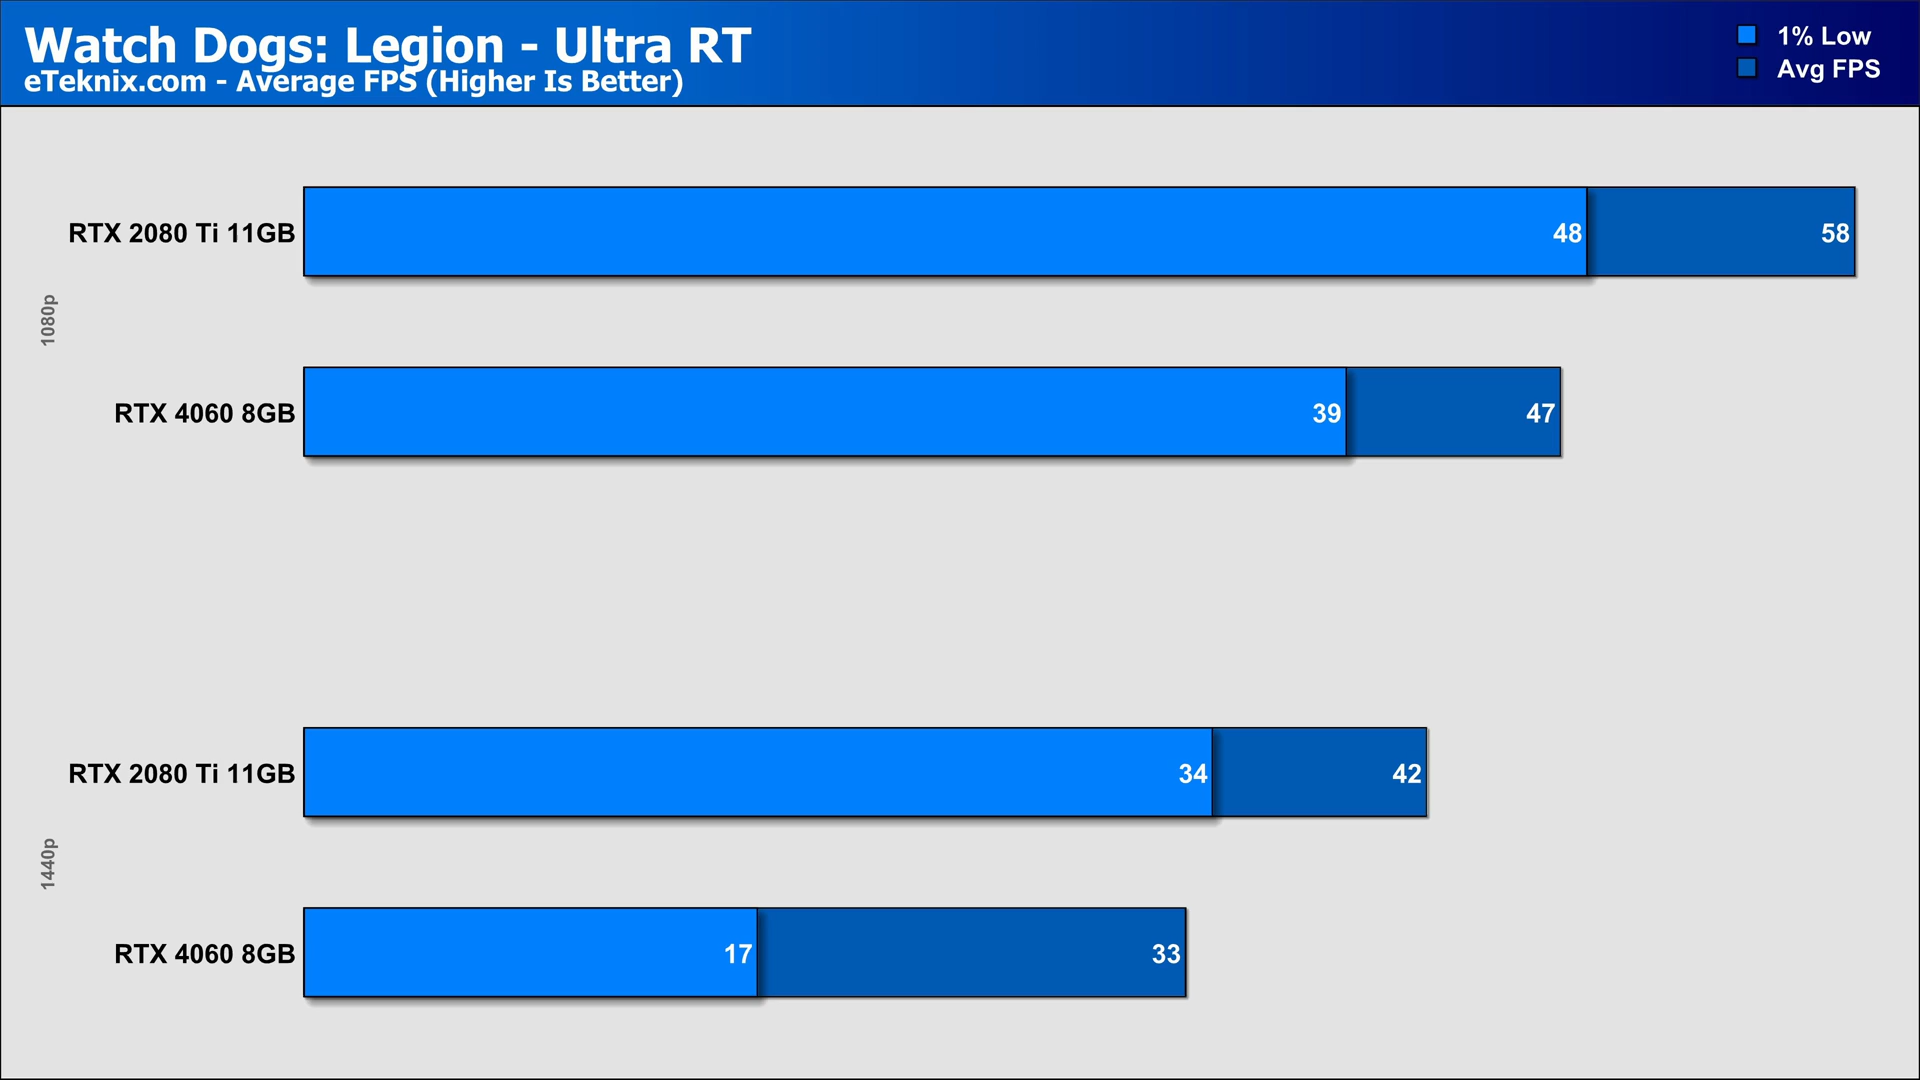 Watch Dogs: Legion - Ultra RT
eTeknix.com - Average FPS (Higher Is Better)
1% Low
Avg FPS
1080p
RTX 2080 Ti 11GB
48
58
RTX 4060 8GB
39
47
1440p
RTX 2080 Ti 11GB
34
42
RTX 4060 8GB
17
33